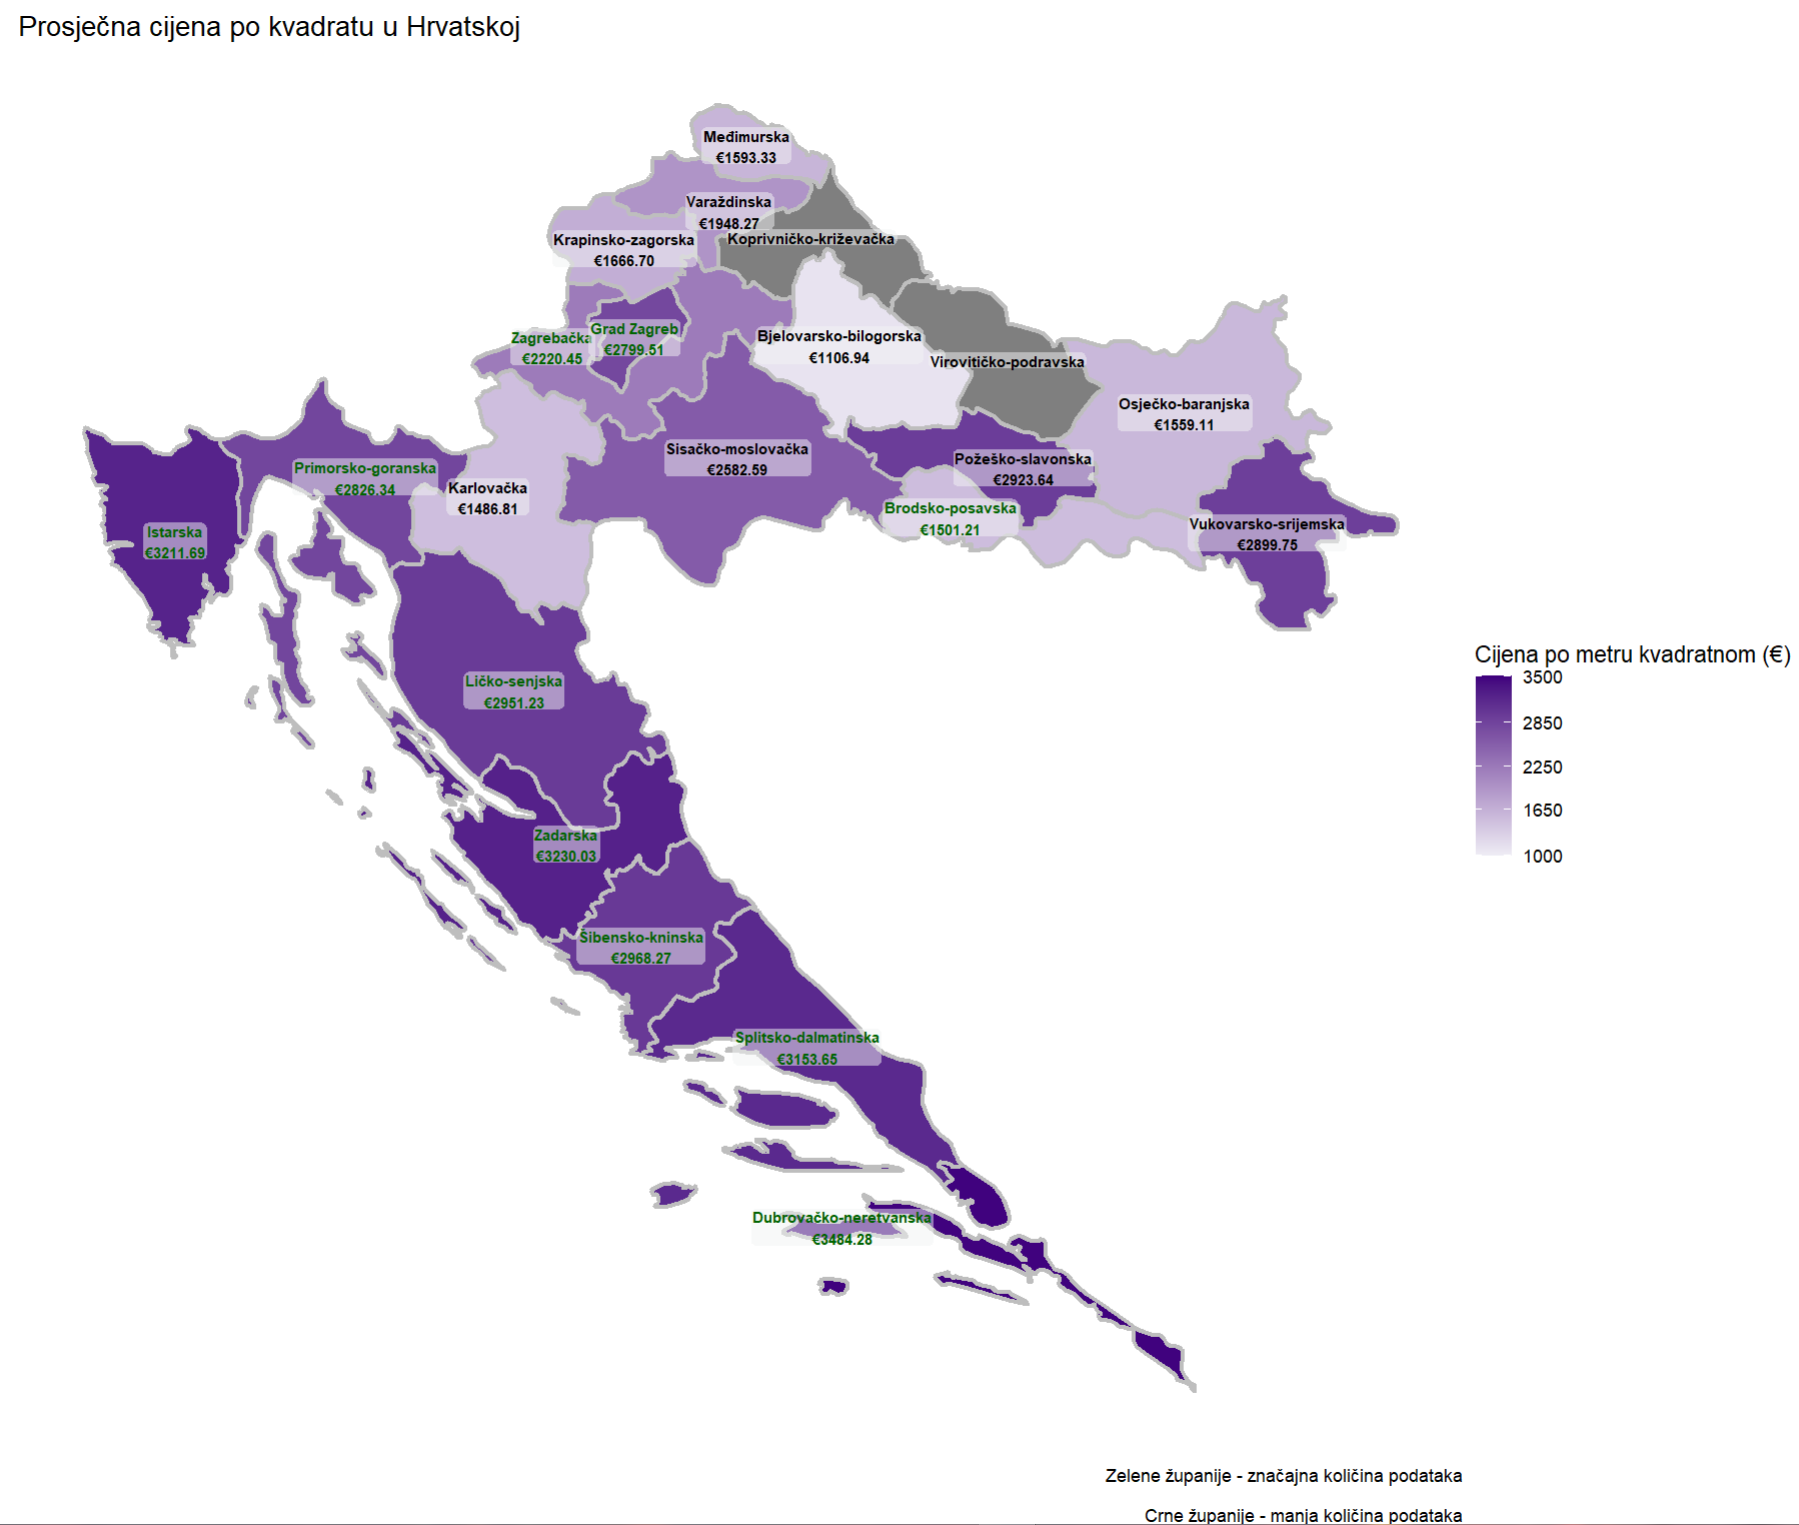 Prosječna cijena po kvadratu u Hrvatskoj
Međimurska
€1593.33
Varaždinska
€1948.27
Krapinsko-zagorska
€1666.70
Koprivničko-križevačka
Zagrebačka
€2220.45
Grad Zagreb
€2799.51
Bjelovarsko-bilogorska
€1106.94
Virovitičko-podravska
Osječko-baranjska
€1559.11
Primorsko-goranska
€2826.34
Karlovačka
€1486.81
Sisačko-moslovačka
€2582.59
Požeško-slavonska
€2923.64
Brodsko-posavska
€1501.21
Vukovarsko-srijemska
€2899.75
Istarska
€3211.69
Ličko-senjska
€2951.23
Zadarska
€3230.03
Šibensko-kninska
€2968.27
Splitsko-dalmatinska
€3153.65
Dubrovačko-neretvanska
€3484.28
Cijena po metru kvadratnom (€)
3500
2850
2250
1650
1000
Zelene županije - značajna količina podataka
Crne županije - manja količina podataka